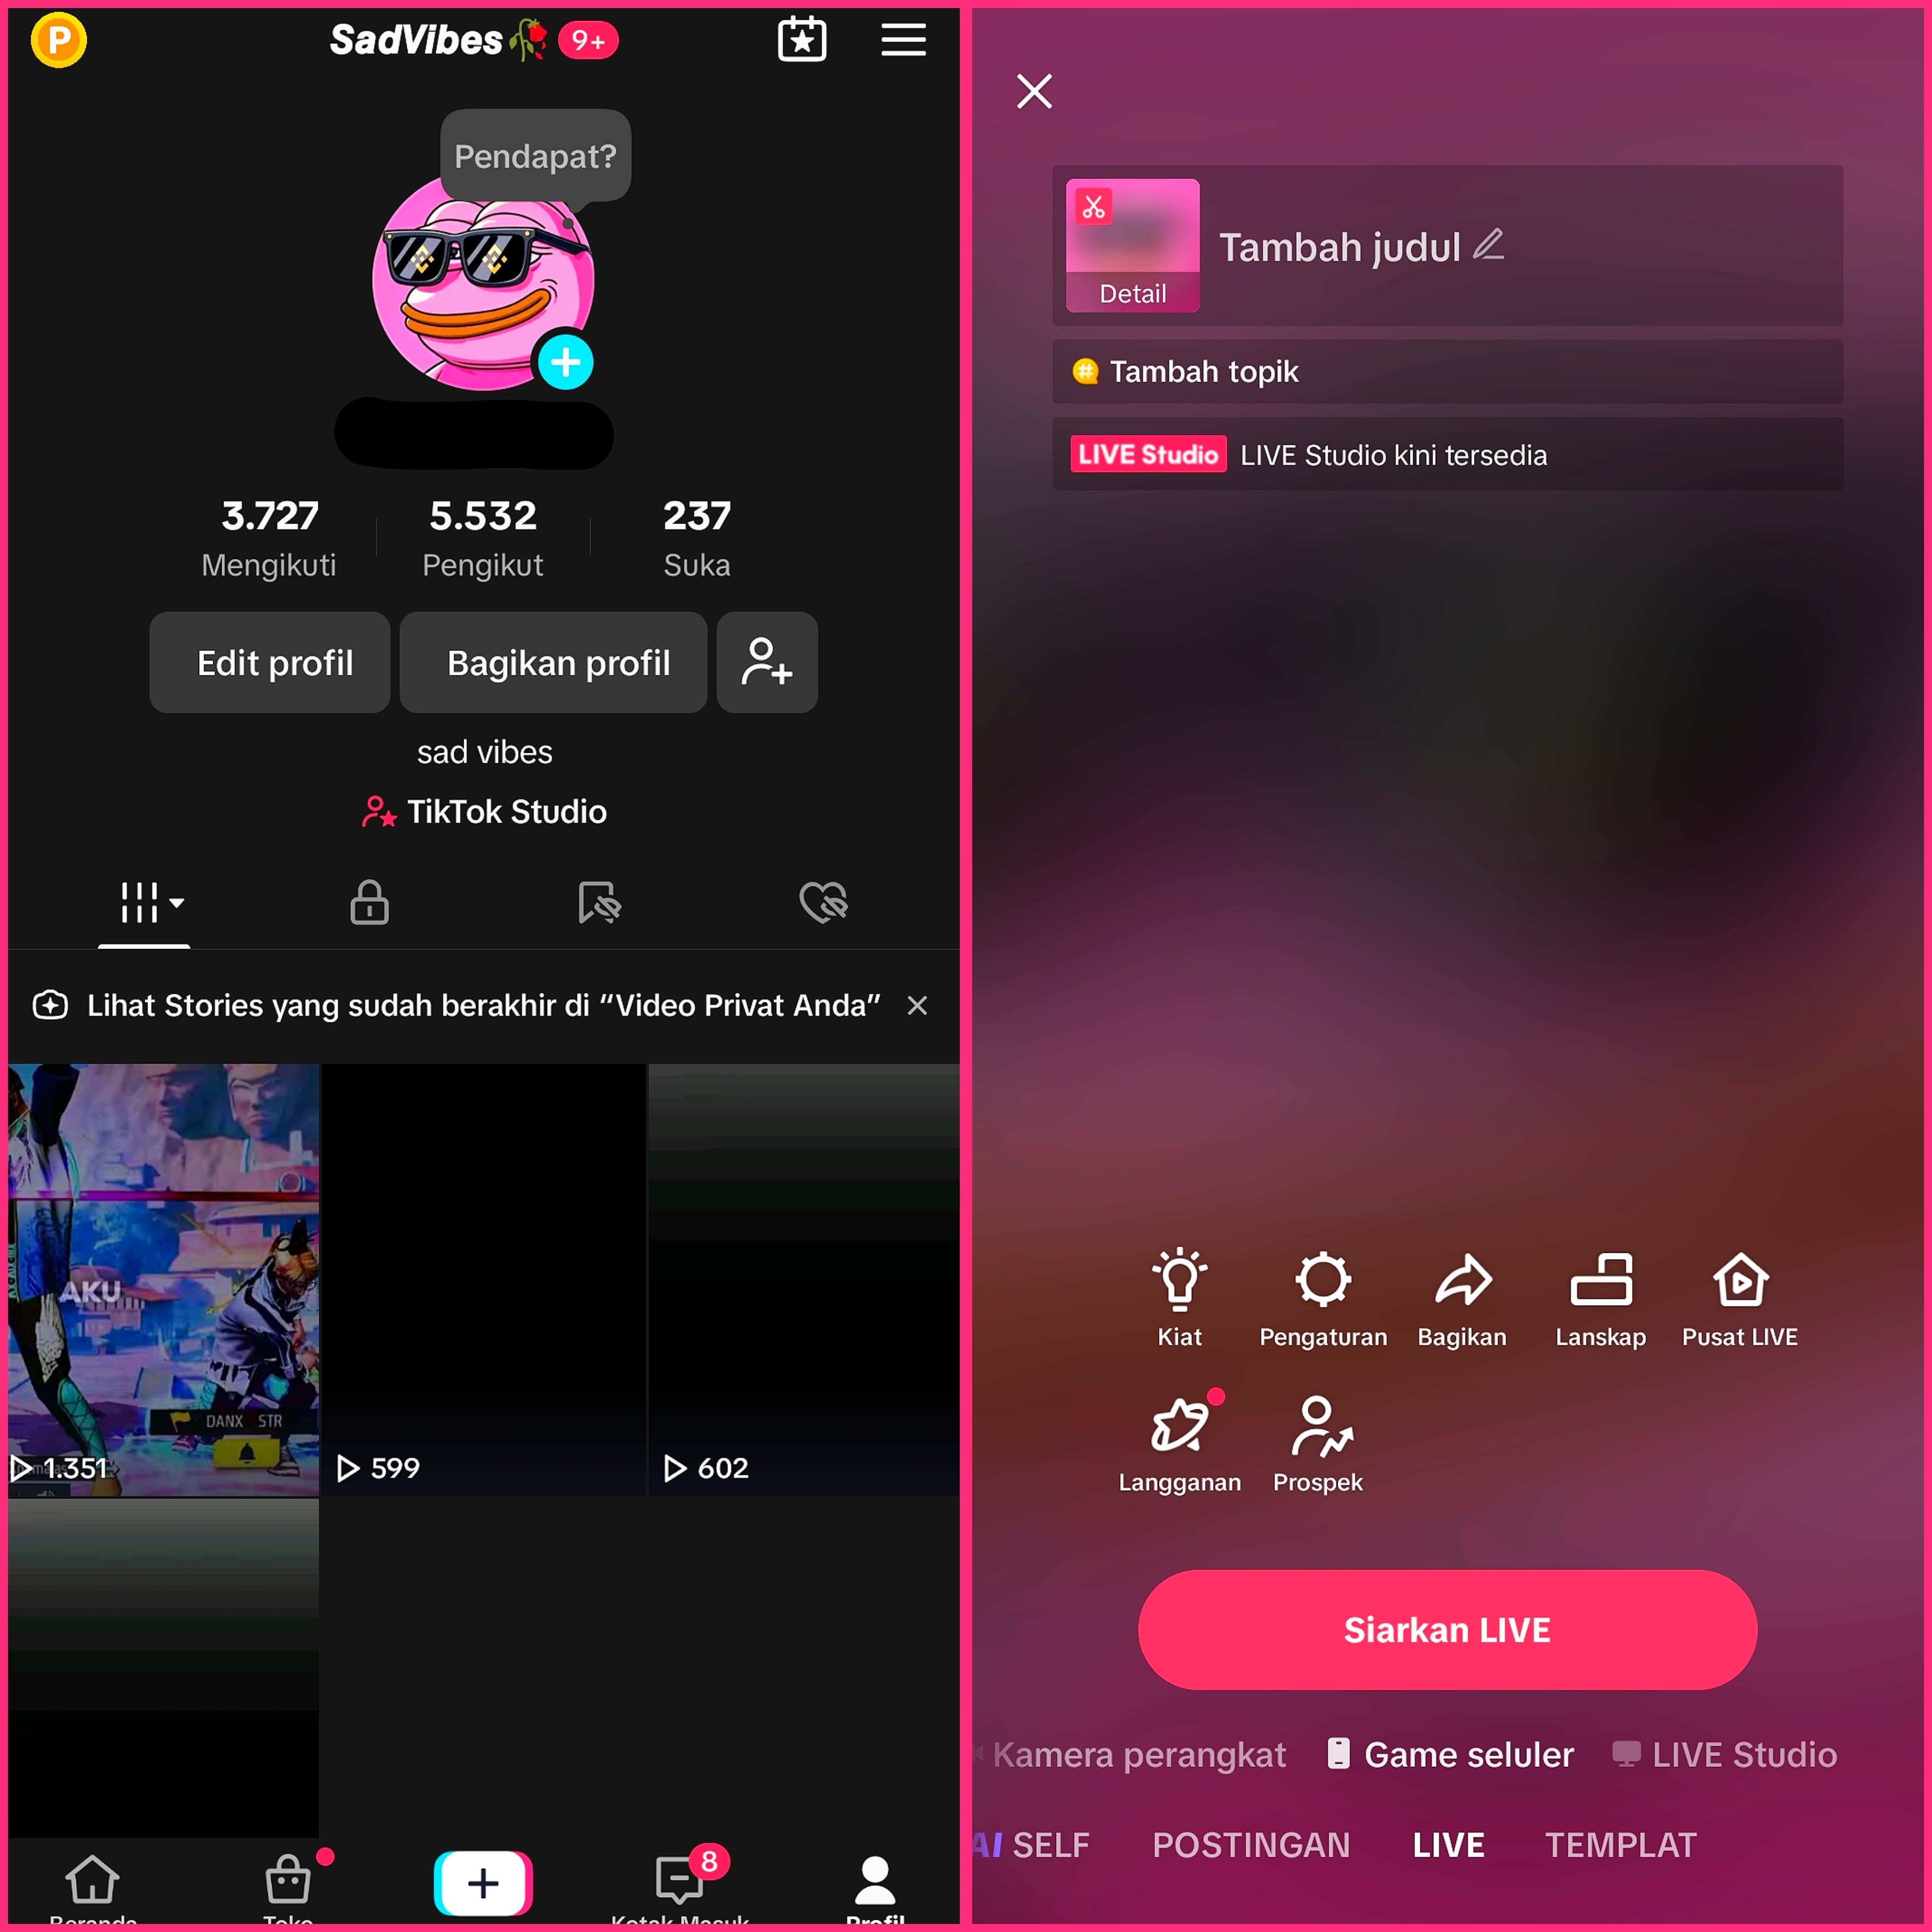 P
SadVibes🥀 9+
Pendapat?
3.727 5.532 237
Mengikuti Pengikut Suka
Edit profil Bagikan profil
sad vibes
TikTok Studio
Lihat Stories yang sudah berakhir di “Video Privat Anda”
AKU
DANX STR
1.351 599 602
8
Beranda Toko Kotak Masuk Profil
Tambah judul
Detail
# Tambah topik
LIVE Studio LIVE Studio kini tersedia
Kiat Pengaturan Bagikan Lanskap Pusat LIVE
Langganan Prospek
Siarkan LIVE
Kamera perangkat Game seluler LIVE Studio
AI SELF POSTINGAN LIVE TEMPLAT